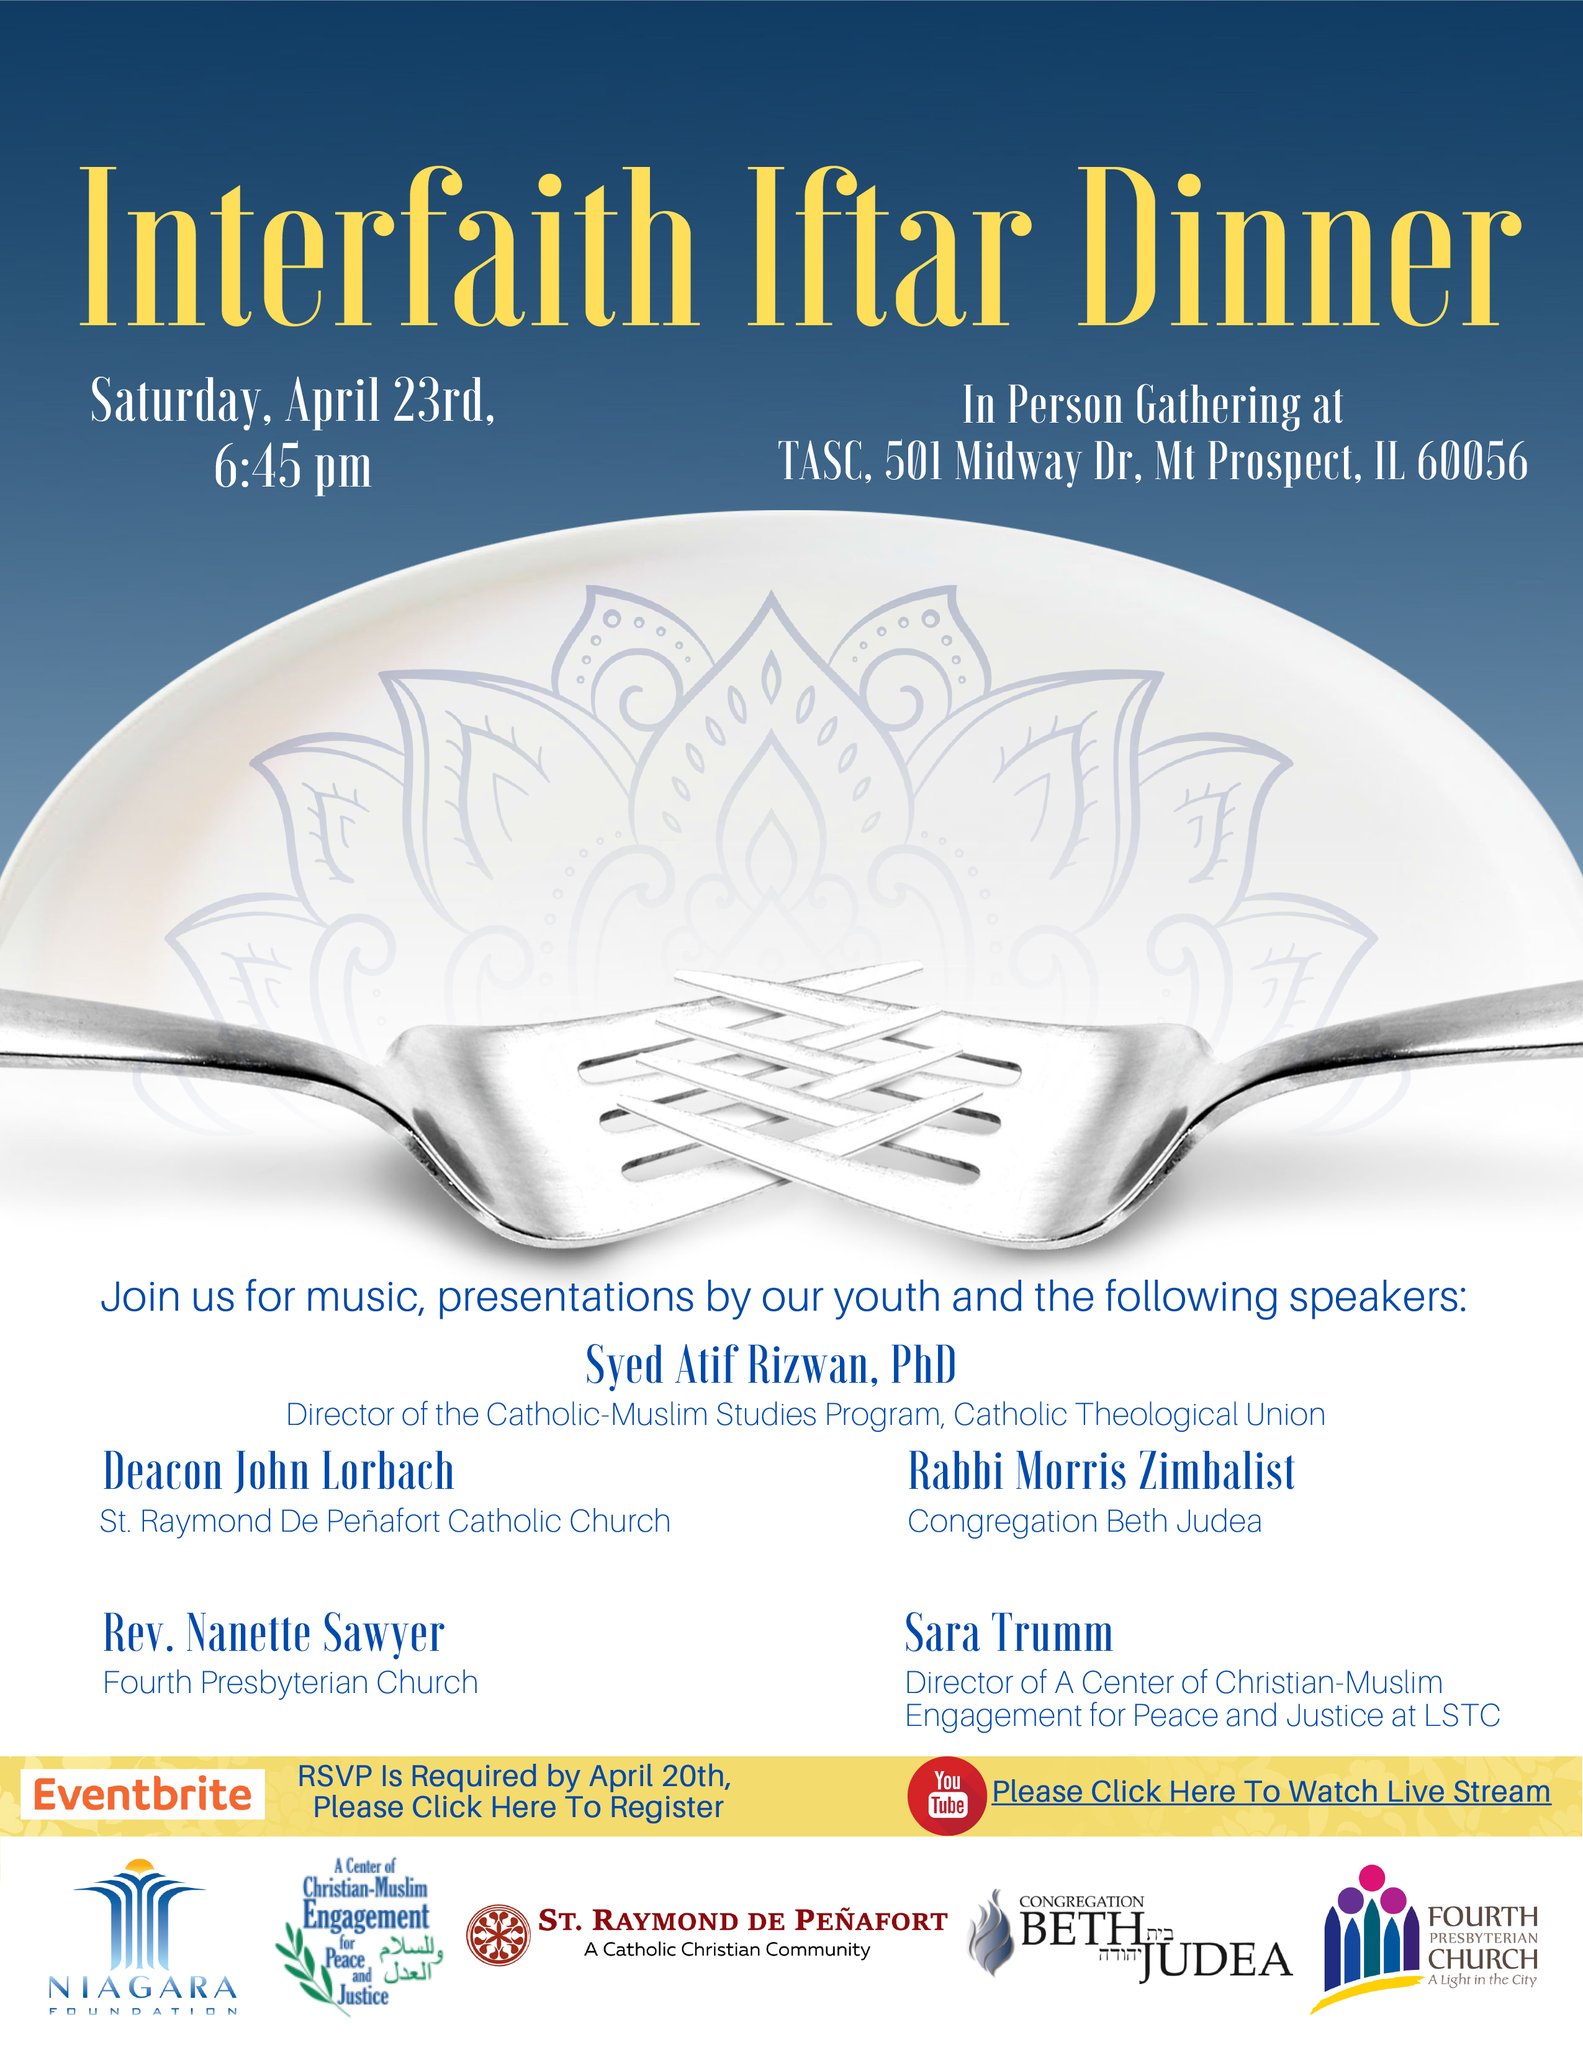 Interfaith Iftar Dinner
Saturday, April 23rd,
6:45 pm
In Person Gathering at
TASC, 501 Midway Dr, Mt Prospect, IL 60056
Join us for music, presentations by our youth and the following speakers:
Syed Atif Rizwan, PhD
Director of the Catholic-Muslim Studies Program, Catholic Theological Union
Deacon John Lorbach
St. Raymond De Peñafort Catholic Church
Rabbi Morris Zimbalist
Congregation Beth Judea
Rev. Nanette Sawyer
Fourth Presbyterian Church
Sara Trumm
Director of A Center of Christian-Muslim
Engagement for Peace and Justice at LSTC
Eventbrite
RSVP Is Required by April 20th,
Please Click Here To Register
You
Tube
Please Click Here To Watch Live Stream
NIAGARA
FOUNDATION
A Center of
Christian-Muslim
Engagement
for
Peace
and
Justice
وللسلام
العدل
ST. RAYMOND DE PEÑAFORT
A Catholic Christian Community
CONGREGATION
BETH בית
יהודה JUDEA
FOURTH
PRESBYTERIAN
CHURCH
A Light in the City